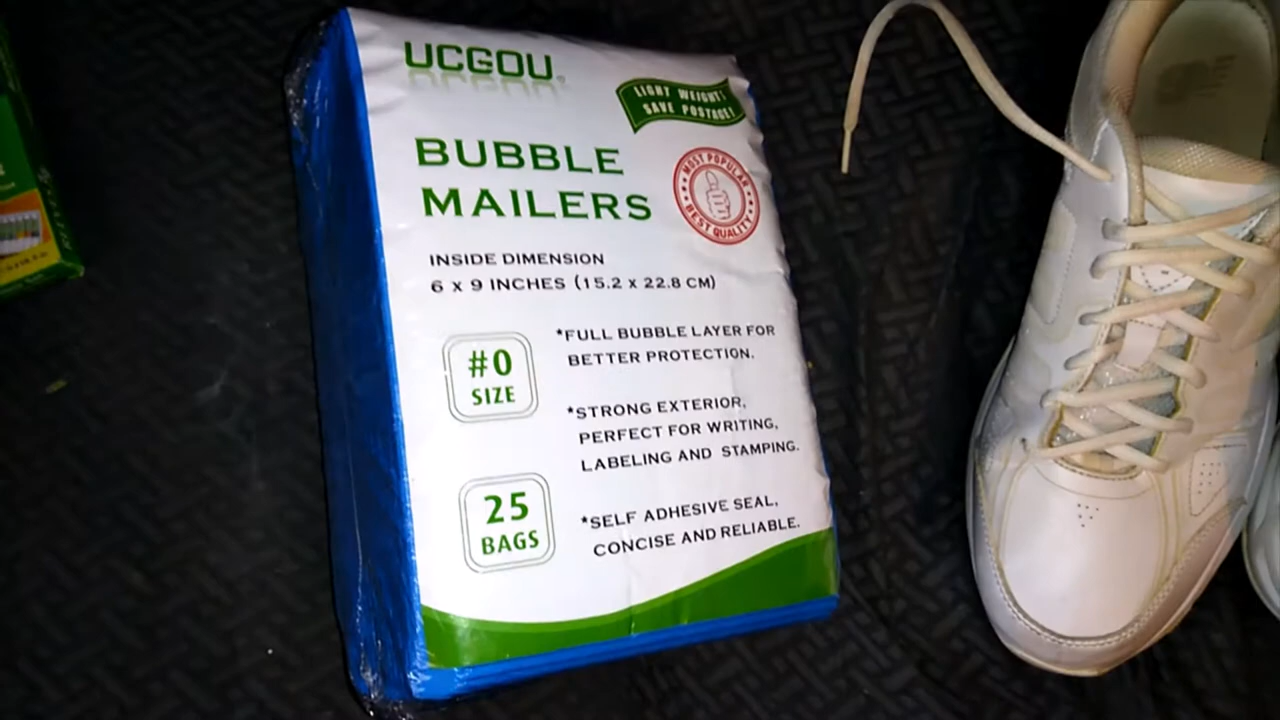 UCGOU
LIGHT WEIGHT!
SAVE POSTAGE!
BUBBLE
MAILERS
MOST POPULAR
BEST QUALITY
INSIDE DIMENSION
6 X 9 INCHES (15.2 x 22.8 CM)
#0
SIZE
*FULL BUBBLE LAYER FOR
BETTER PROTECTION.
*STRONG EXTERIOR,
PERFECT FOR WRITING,
LABELING AND STAMPING.
25
BAGS
*SELF ADHESIVE SEAL,
CONCISE AND RELIABLE.